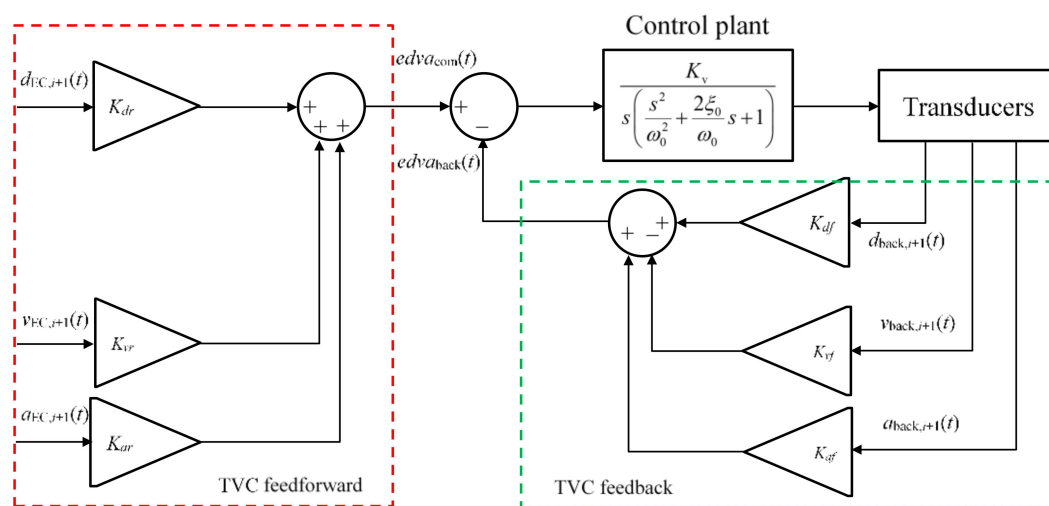 Control plant
d_EC,i+1(t)
K_dr
+
+ +
edva_com(t)
+
−
edva_back(t)
K_v
s(s²/ω₀² + 2ξ₀/ω₀ s+1)
Transducers
+ − +
K_df
d_back,i+1(t)
v_EC,i+1(t)
K_vr
v_back,i+1(t)
K_vf
a_EC,i+1(t)
K_ar
a_back,i+1(t)
K_af
TVC feedforward
TVC feedback